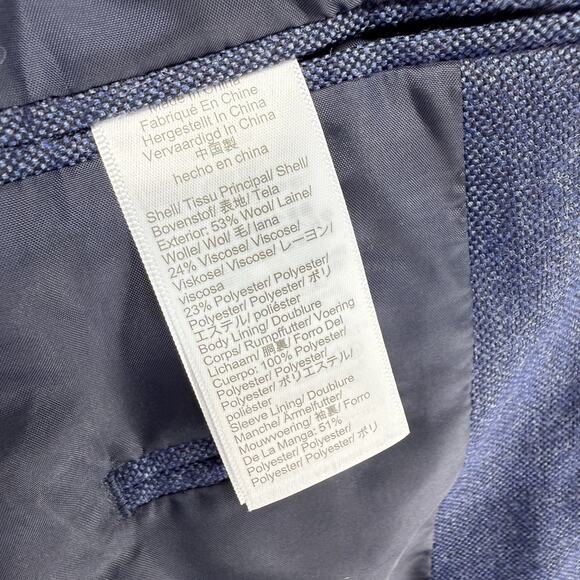 Fabriqué En Chine
Hergestellt In China
Vervaardigd In China
中国製
hecho en china
Shell/ Tissu Principal/ Shell/
Bovenstof/ 表地/ Tela
Exterior: 53% Wool/ Laine/
Wolle/ Wol/ 毛/ lana
24% Viscose/ Viscose/
Viskose/ Viscose/ レーヨン/
viscosa
23% Polyester/ Polyester/
Polyester/ Polyester/ ポリ
エステル/ poliéster
Body Lining/ Doublure
Corps/ Rumpffutter/ Voering
Lichaam/ 胴裏/ Forro Del
Cuerpo: 100% Polyester/
Polyester/ Polyester/
Polyester/ ポリエステル/
poliéster
Sleeve Lining/ Doublure
Manche/ Armelfutter/
Mouwvoering/ 袖裏/ Forro
De La Manga: 51%
Polyester/ Polyester/
Polyester/ Polyester/ ポリ